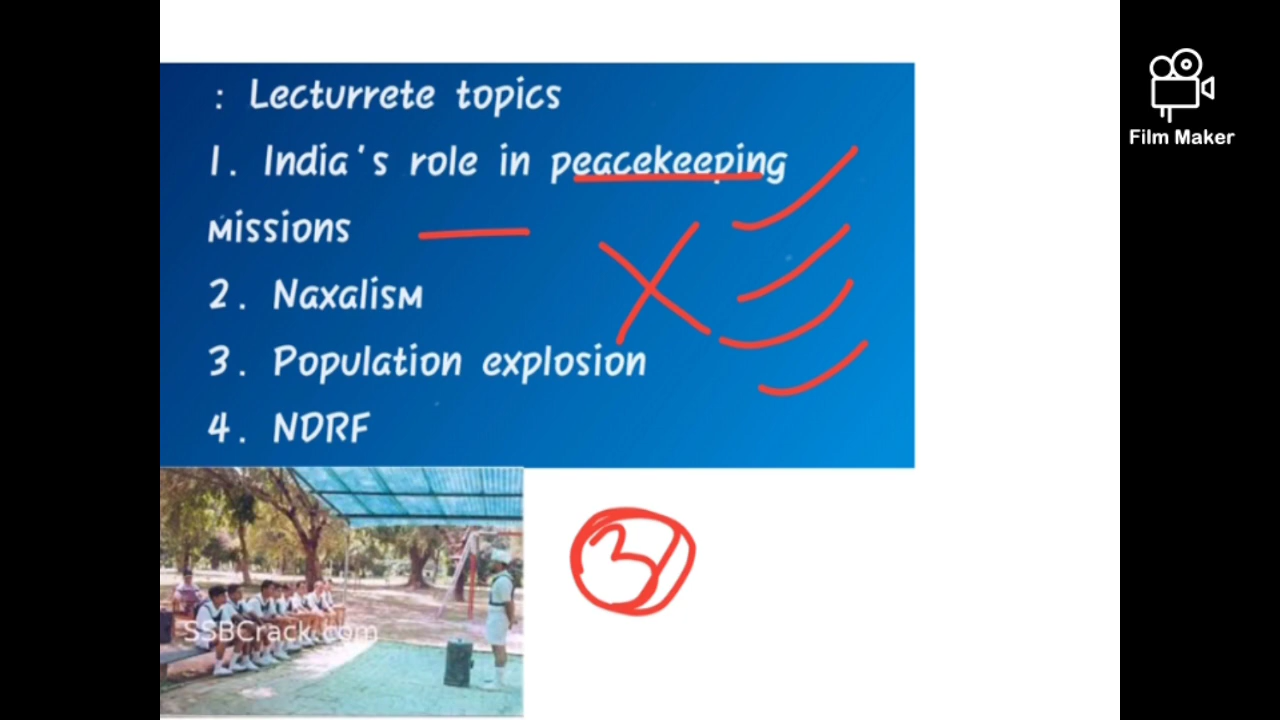 : Lecturrete topics
1. India's role in peacekeeping
missions
2. Naxalism
3. Population explosion
4. NDRF
Film Maker
SSBCrack.com
3